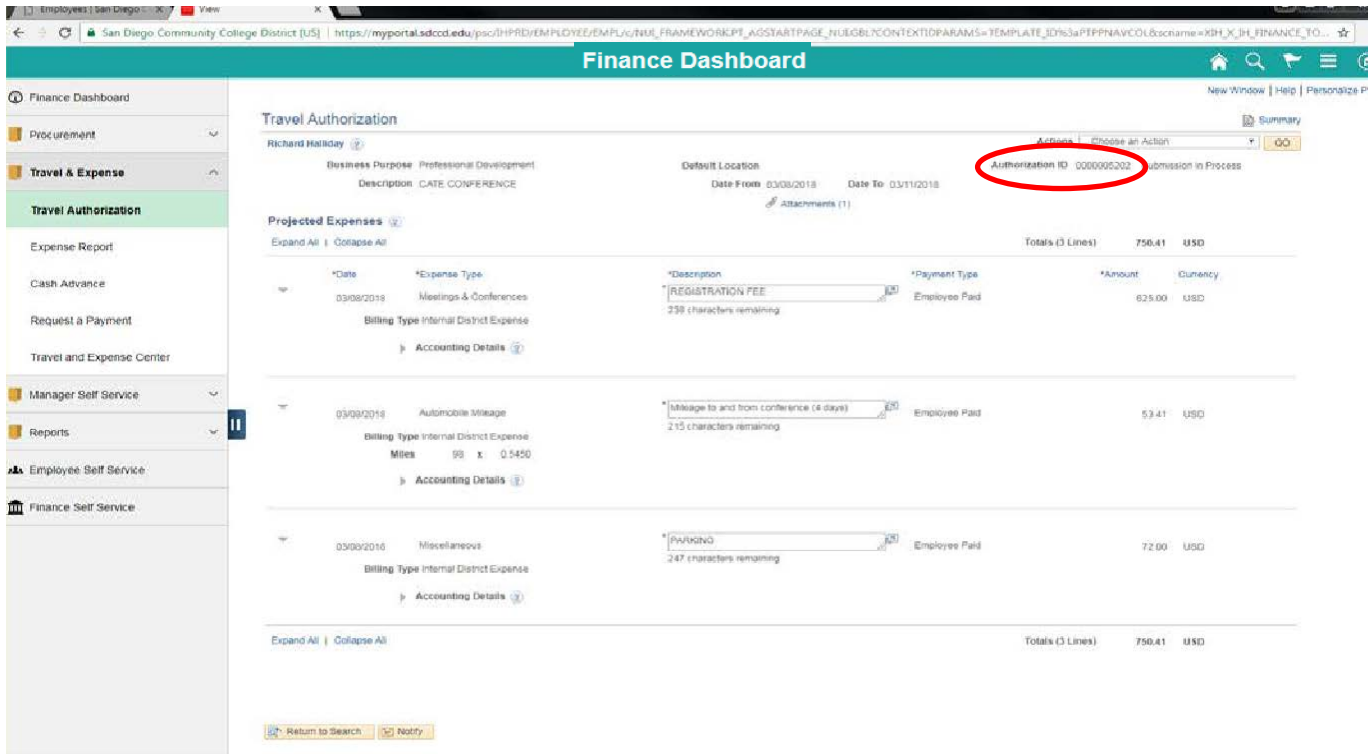 Employees | San Diego C
View
San Diego Community College District [US] | https://myportal.sdccd.edu/psc/IHPRD/EMPLOYEE/EMPL/c/NUI_FRAMEWORK.PT_AGSTARTPAGE_NUI.GBL?CONTEXTIDPARAMS=TEMPLATE_ID%3aPTPPNAVCOL&scname=XIH_X_IH_FINANCE_TO...
Finance Dashboard
New Window | Help | Personalize P
Finance Dashboard
Procurement
Travel & Expense
Travel Authorization
Expense Report
Cash Advance
Request a Payment
Travel and Expense Center
Manager Self Service
Reports
Employee Self Service
Finance Self Service
Travel Authorization
Summary
Richard Halliday
Actions Choose an Action GO
Business Purpose Professional Development
Default Location
Authorization ID 0000005202 Submission in Process
Description CATE CONFERENCE
Date From 03/08/2018 Date To 03/11/2018
Attachments (1)
Projected Expenses
Expand All | Collapse All
Totals (3 Lines) 750.41 USD
*Date *Expense Type *Description *Payment Type *Amount Currency
03/08/2018 Meetings & Conferences *REGISTRATION FEE Employee Paid 625.00 USD
238 characters remaining
Billing Type Internal District Expense
Accounting Details
03/08/2018 Automobile Mileage *Mileage to and from conference (4 days) Employee Paid 53.41 USD
215 characters remaining
Billing Type Internal District Expense
Miles 98 x 0.5450
Accounting Details
03/08/2018 Miscellaneous *PARKING Employee Paid 72.00 USD
247 characters remaining
Billing Type Internal District Expense
Accounting Details
Expand All | Collapse All
Totals (3 Lines) 750.41 USD
Return to Search
Notify